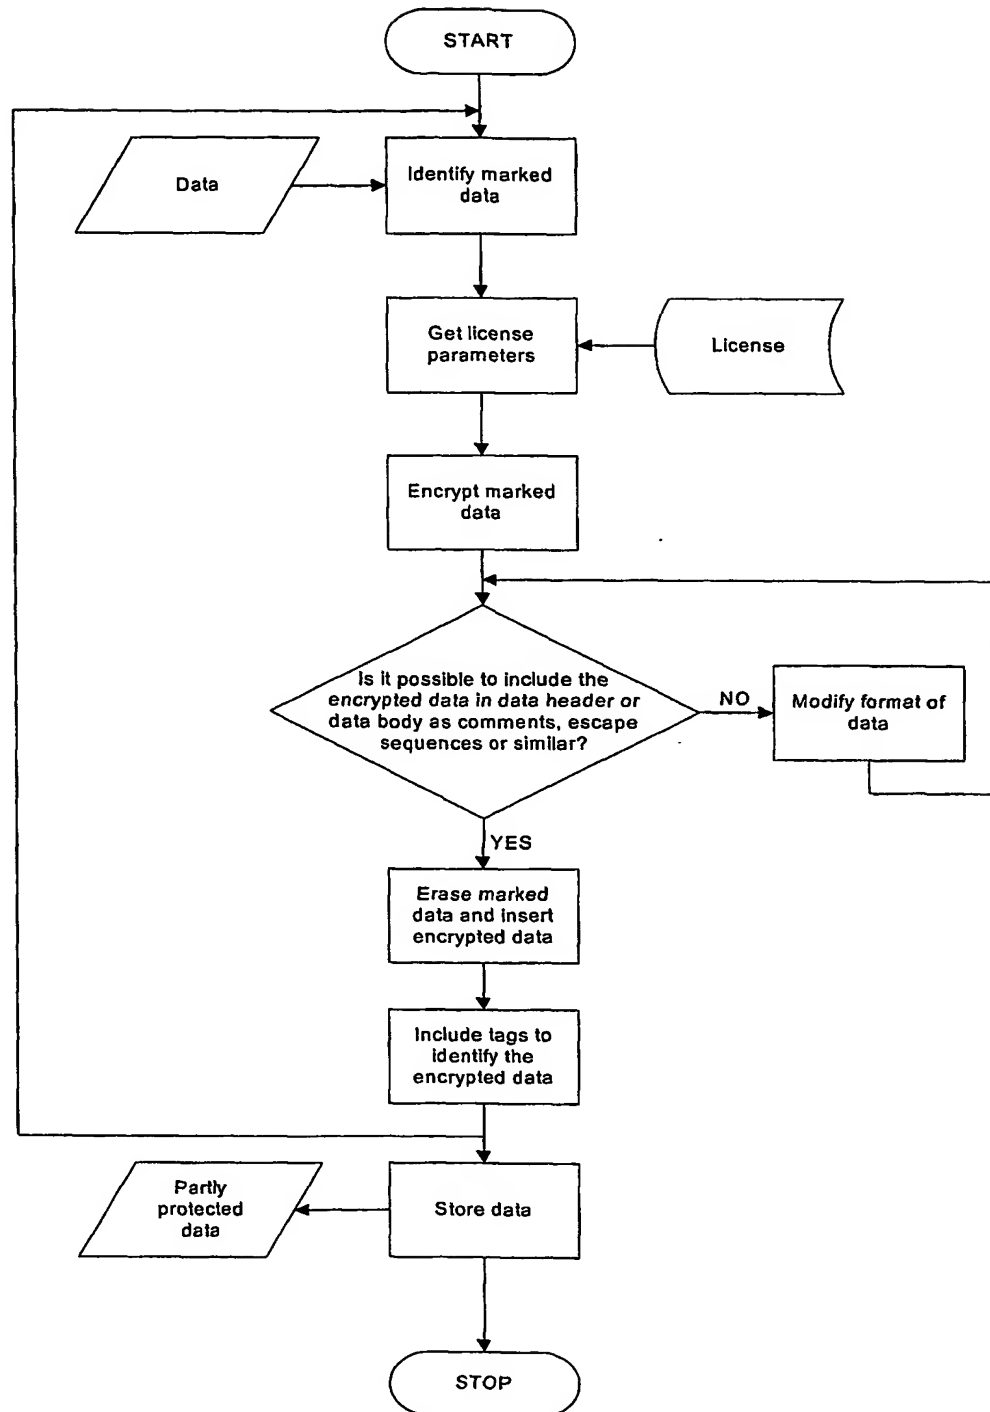 START
Data
Identify marked
data
Get license
parameters
License
Encrypt marked
data
Is it possible to include the
encrypted data in data header or
data body as comments, escape
sequences or similar?
NO
Modify format of
data
YES
Erase marked
data and insert
encrypted data
Include tags to
identify the
encrypted data
Partly
protected
data
Store data
STOP